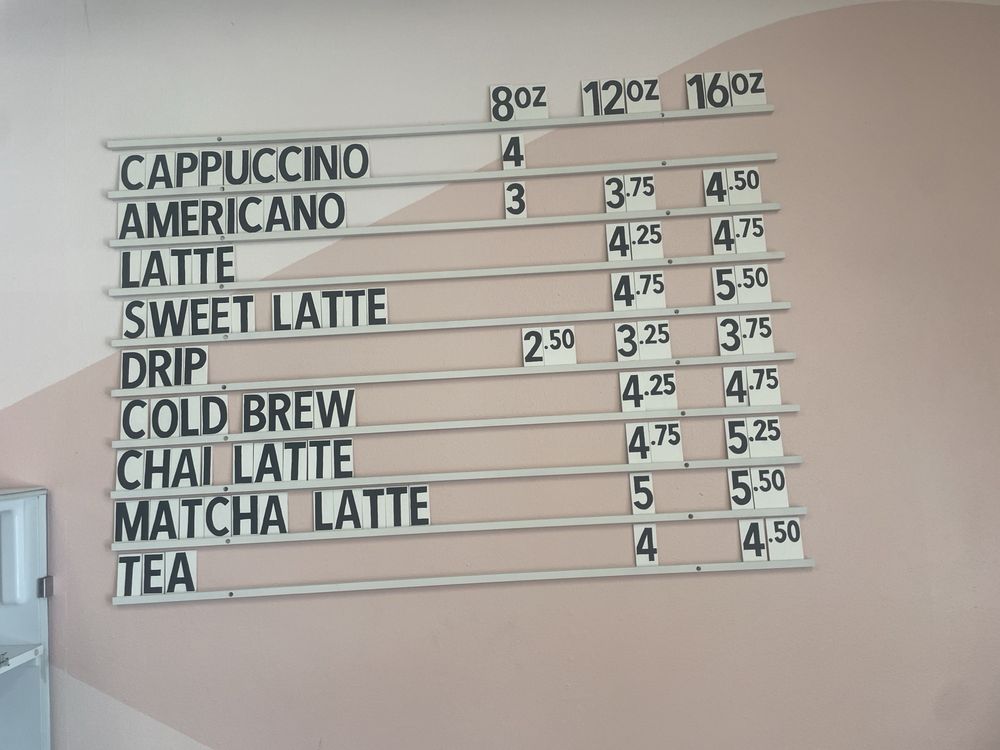 8OZ 12OZ 16OZ
CAPPUCCINO 4
AMERICANO 3 3.75 4.50
LATTE 4.25 4.75
SWEET LATTE 4.75 5.50
DRIP 2.50 3.25 3.75
COLD BREW 4.25 4.75
CHAI LATTE 4.75 5.25
MATCHA LATTE 5 5.50
TEA 4 4.50